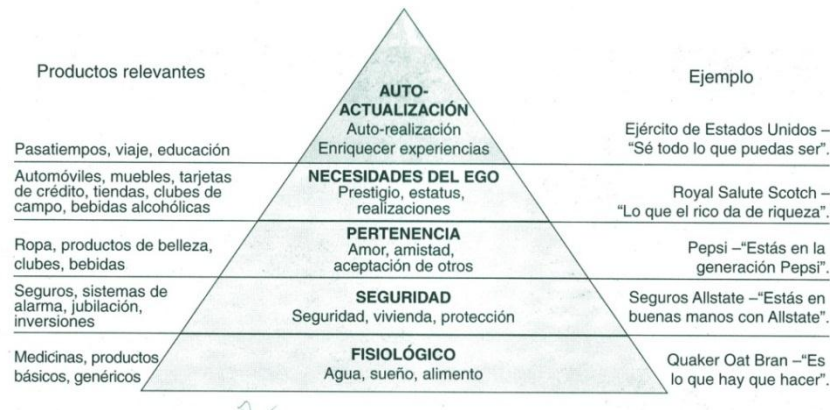 Productos relevantes
Ejemplo
AUTO-
ACTUALIZACIÓN
Auto-realización
Enriquecer experiencias
Pasatiempos, viaje, educación
Ejército de Estados Unidos –
“Sé todo lo que puedas ser”.
Automóviles, muebles, tarjetas
de crédito, tiendas, clubes de
campo, bebidas alcohólicas
NECESIDADES DEL EGO
Prestigio, estatus,
realizaciones
Royal Salute Scotch –
“Lo que el rico da de riqueza”.
Ropa, productos de belleza,
clubes, bebidas
PERTENENCIA
Amor, amistad,
aceptación de otros
Pepsi –“Estás en la
generación Pepsi”.
Seguros, sistemas de
alarma, jubilación,
inversiones
SEGURIDAD
Seguridad, vivienda, protección
Seguros Allstate –“Estás en
buenas manos con Allstate”.
Medicinas, productos
básicos, genéricos
FISIOLÓGICO
Agua, sueño, alimento
Quaker Oat Bran –“Es
lo que hay que hacer”.